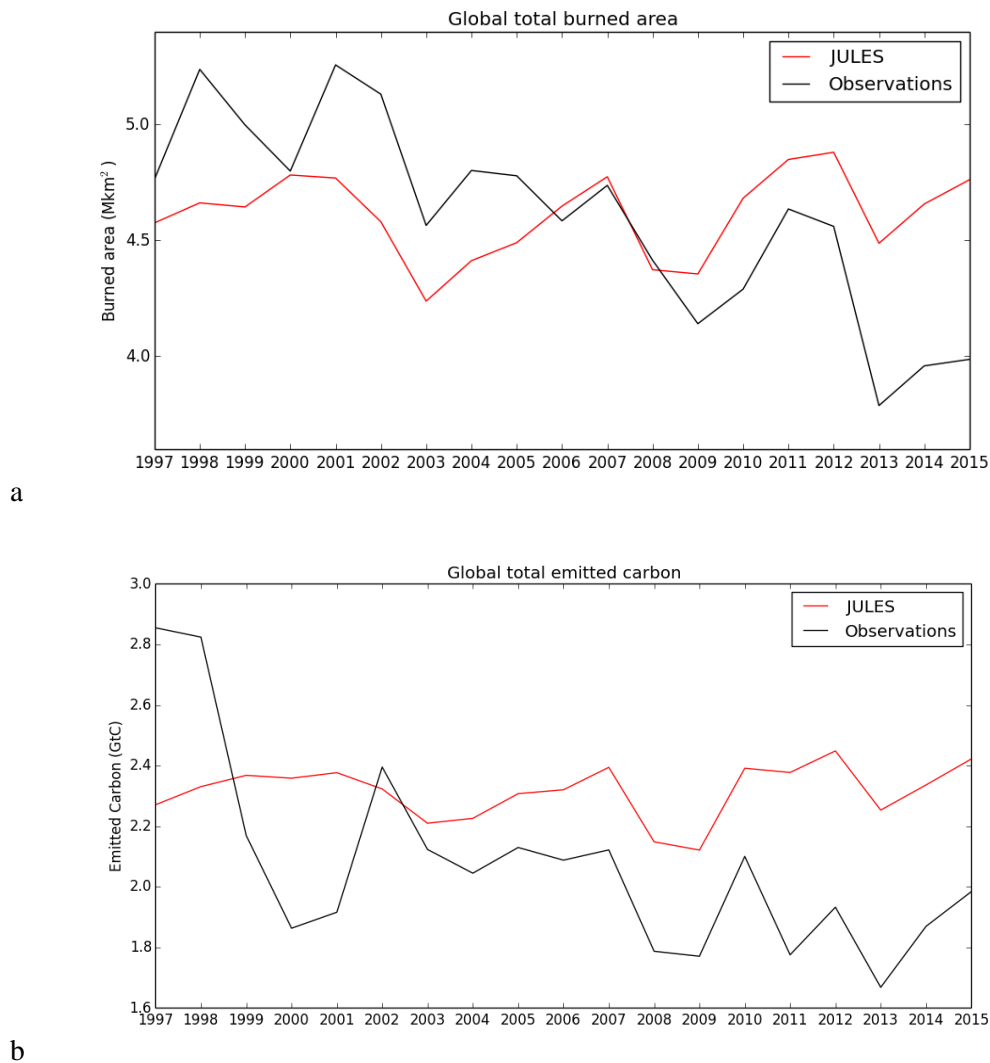 Global total burned area
JULES
Observations
Burned area (Mkm²)
5.0
4.5
4.0
1997 1998 1999 2000 2001 2002 2003 2004 2005 2006 2007 2008 2009 2010 2011 2012 2013 2014 2015
a
Global total emitted carbon
JULES
Observations
Emitted Carbon (GtC)
3.0
2.8
2.6
2.4
2.2
2.0
1.8
1.6
1997 1998 1999 2000 2001 2002 2003 2004 2005 2006 2007 2008 2009 2010 2011 2012 2013 2014 2015
b